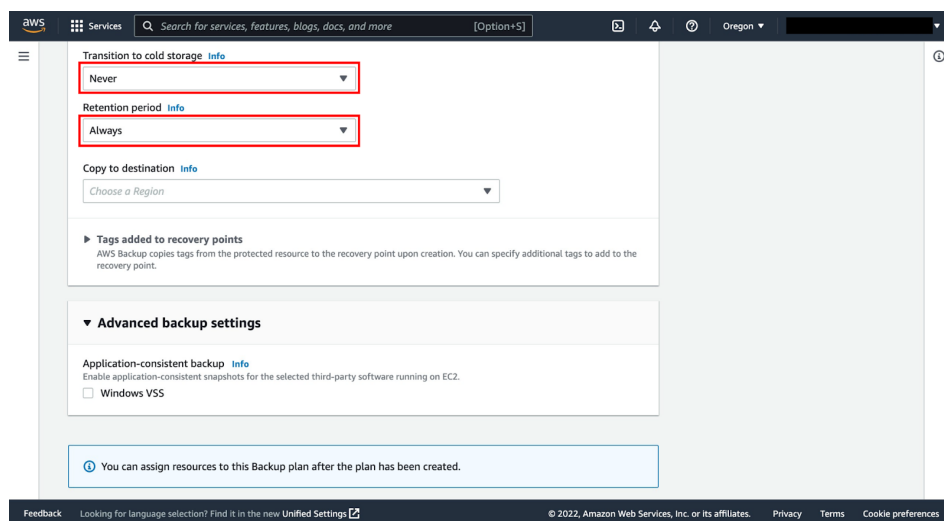 aws
Services
Search for services, features, blogs, docs, and more
[Option+S]
Oregon
Transition to cold storage Info
Never
Retention period Info
Always
Copy to destination Info
Choose a Region
Tags added to recovery points
AWS Backup copies tags from the protected resource to the recovery point upon creation. You can specify additional tags to add to the
recovery point.
Advanced backup settings
Application-consistent backup Info
Enable application-consistent snapshots for the selected third-party software running on EC2.
Windows VSS
You can assign resources to this Backup plan after the plan has been created.
Feedback
Looking for language selection? Find it in the new Unified Settings
© 2022, Amazon Web Services, Inc. or its affiliates.
Privacy
Terms
Cookie preferences